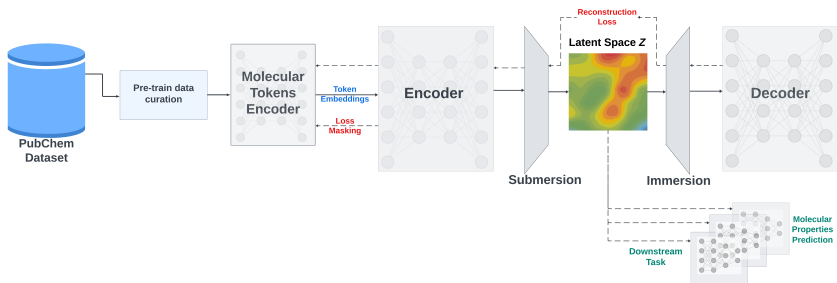 PubChem
Dataset
Pre-train data
curation
Molecular
Tokens
Encoder
Token
Embeddings
Loss
Masking
Encoder
Submersion
Reconstruction
Loss
Latent Space Z
Immersion
Decoder
Downstream
Task
Molecular
Properties
Prediction